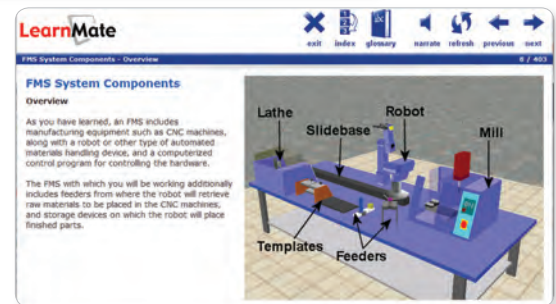 LearnMate
exit index glossary narrate refresh previous next
FMS System Components - Overview 8 / 403
FMS System Components
Overview
As you have learned, an FMS includes
manufacturing equipment such as CNC machines,
along with a robot or other type of automated
materials handling device, and a computerized
control program for controlling the hardware.
The FMS with which you will be working additionally
includes feeders from where the robot will retrieve
raw materials to be placed in the CNC machines,
and storage devices on which the robot will place
finished parts.
Lathe
Robot
Slidebase
Mill
Templates
Feeders